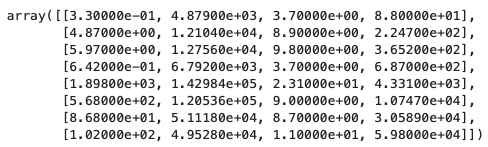 array([[3.30000e-01, 4.87900e+03, 3.70000e+00, 8.80000e+01],
[4.87000e+00, 1.21040e+04, 8.90000e+00, 2.24700e+02],
[5.97000e+00, 1.27560e+04, 9.80000e+00, 3.65200e+02],
[6.42000e-01, 6.79200e+03, 3.70000e+00, 6.87000e+02],
[1.89800e+03, 1.42984e+05, 2.31000e+01, 4.33100e+03],
[5.68000e+02, 1.20536e+05, 9.00000e+00, 1.07470e+04],
[8.68000e+01, 5.11180e+04, 8.70000e+00, 3.05890e+04],
[1.02000e+02, 4.95280e+04, 1.10000e+01, 5.98000e+04]])